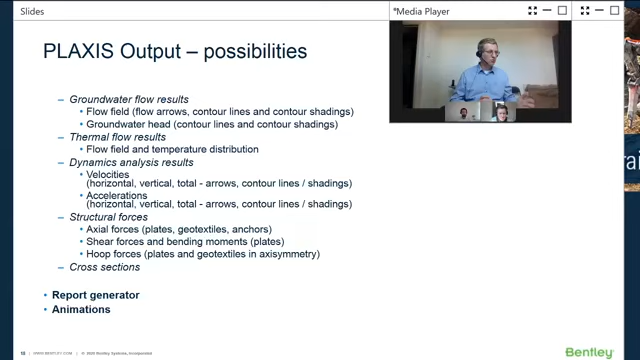 Slides
*Media Player
PLAXIS Output – possibilities
– Groundwater flow results
• Flow field (flow arrows, contour lines and contour shadings)
• Groundwater head (contour lines and contour shadings)
– Thermal flow results
• Flow field and temperature distribution
– Dynamics analysis results
• Velocities
(horizontal, vertical, total - arrows, contour lines / shadings)
• Accelerations
(horizontal, vertical, total - arrows, contour lines / shadings)
– Structural forces
• Axial forces (plates, geotextiles, anchors)
• Shear forces and bending moments (plates)
• Hoop forces (plates and geotextiles in axisymmetry)
– Cross sections
• Report generator
• Animations
WWW.BENTLEY.COM | © 2020 Bentley Systems, Incorporated
Bentley